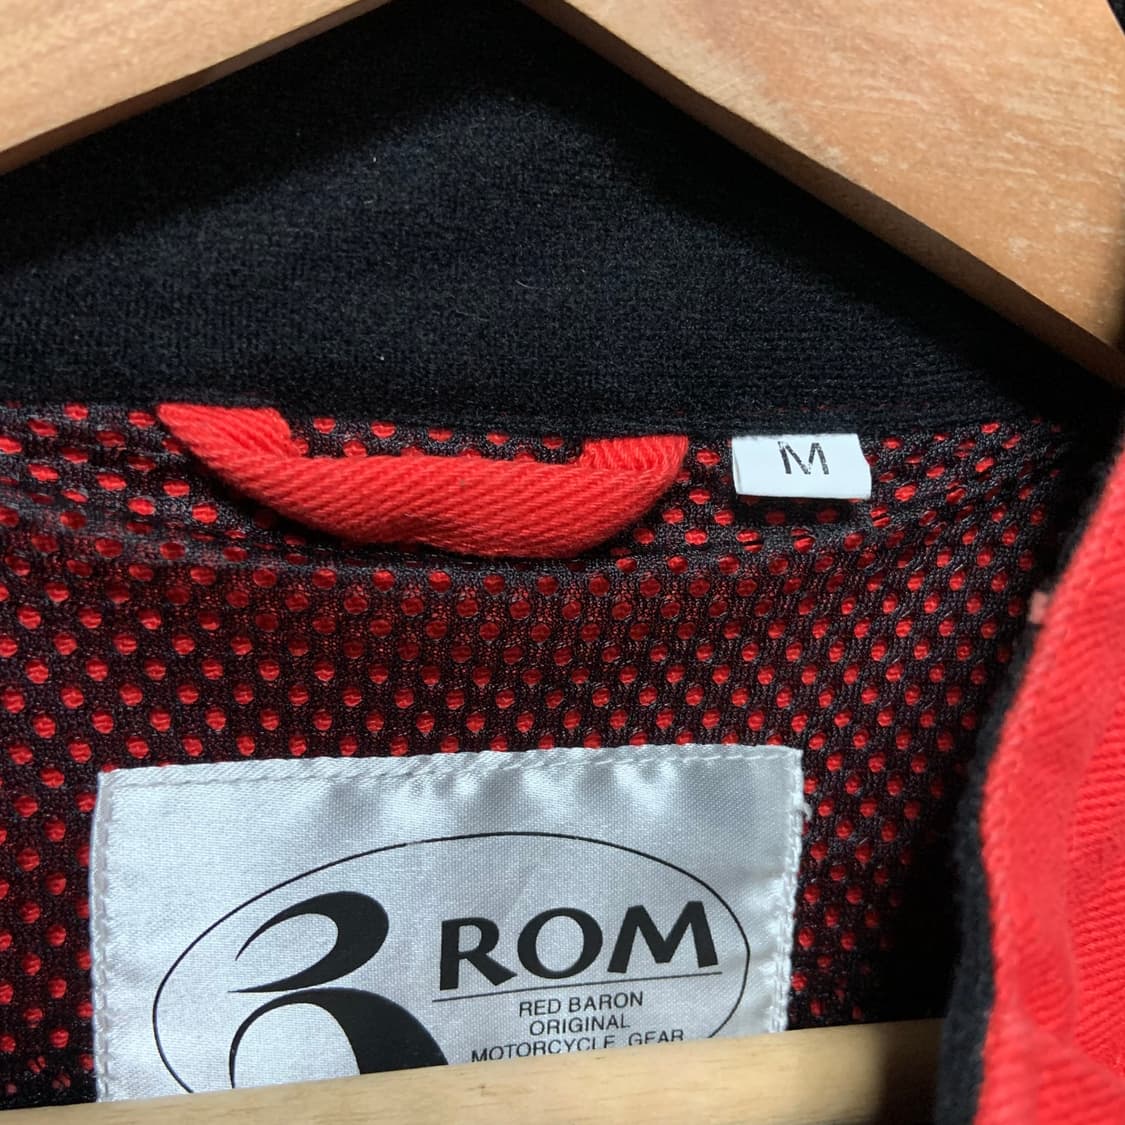 M
ROM
RED BARON
ORIGINAL
MOTORCYCLE GEAR